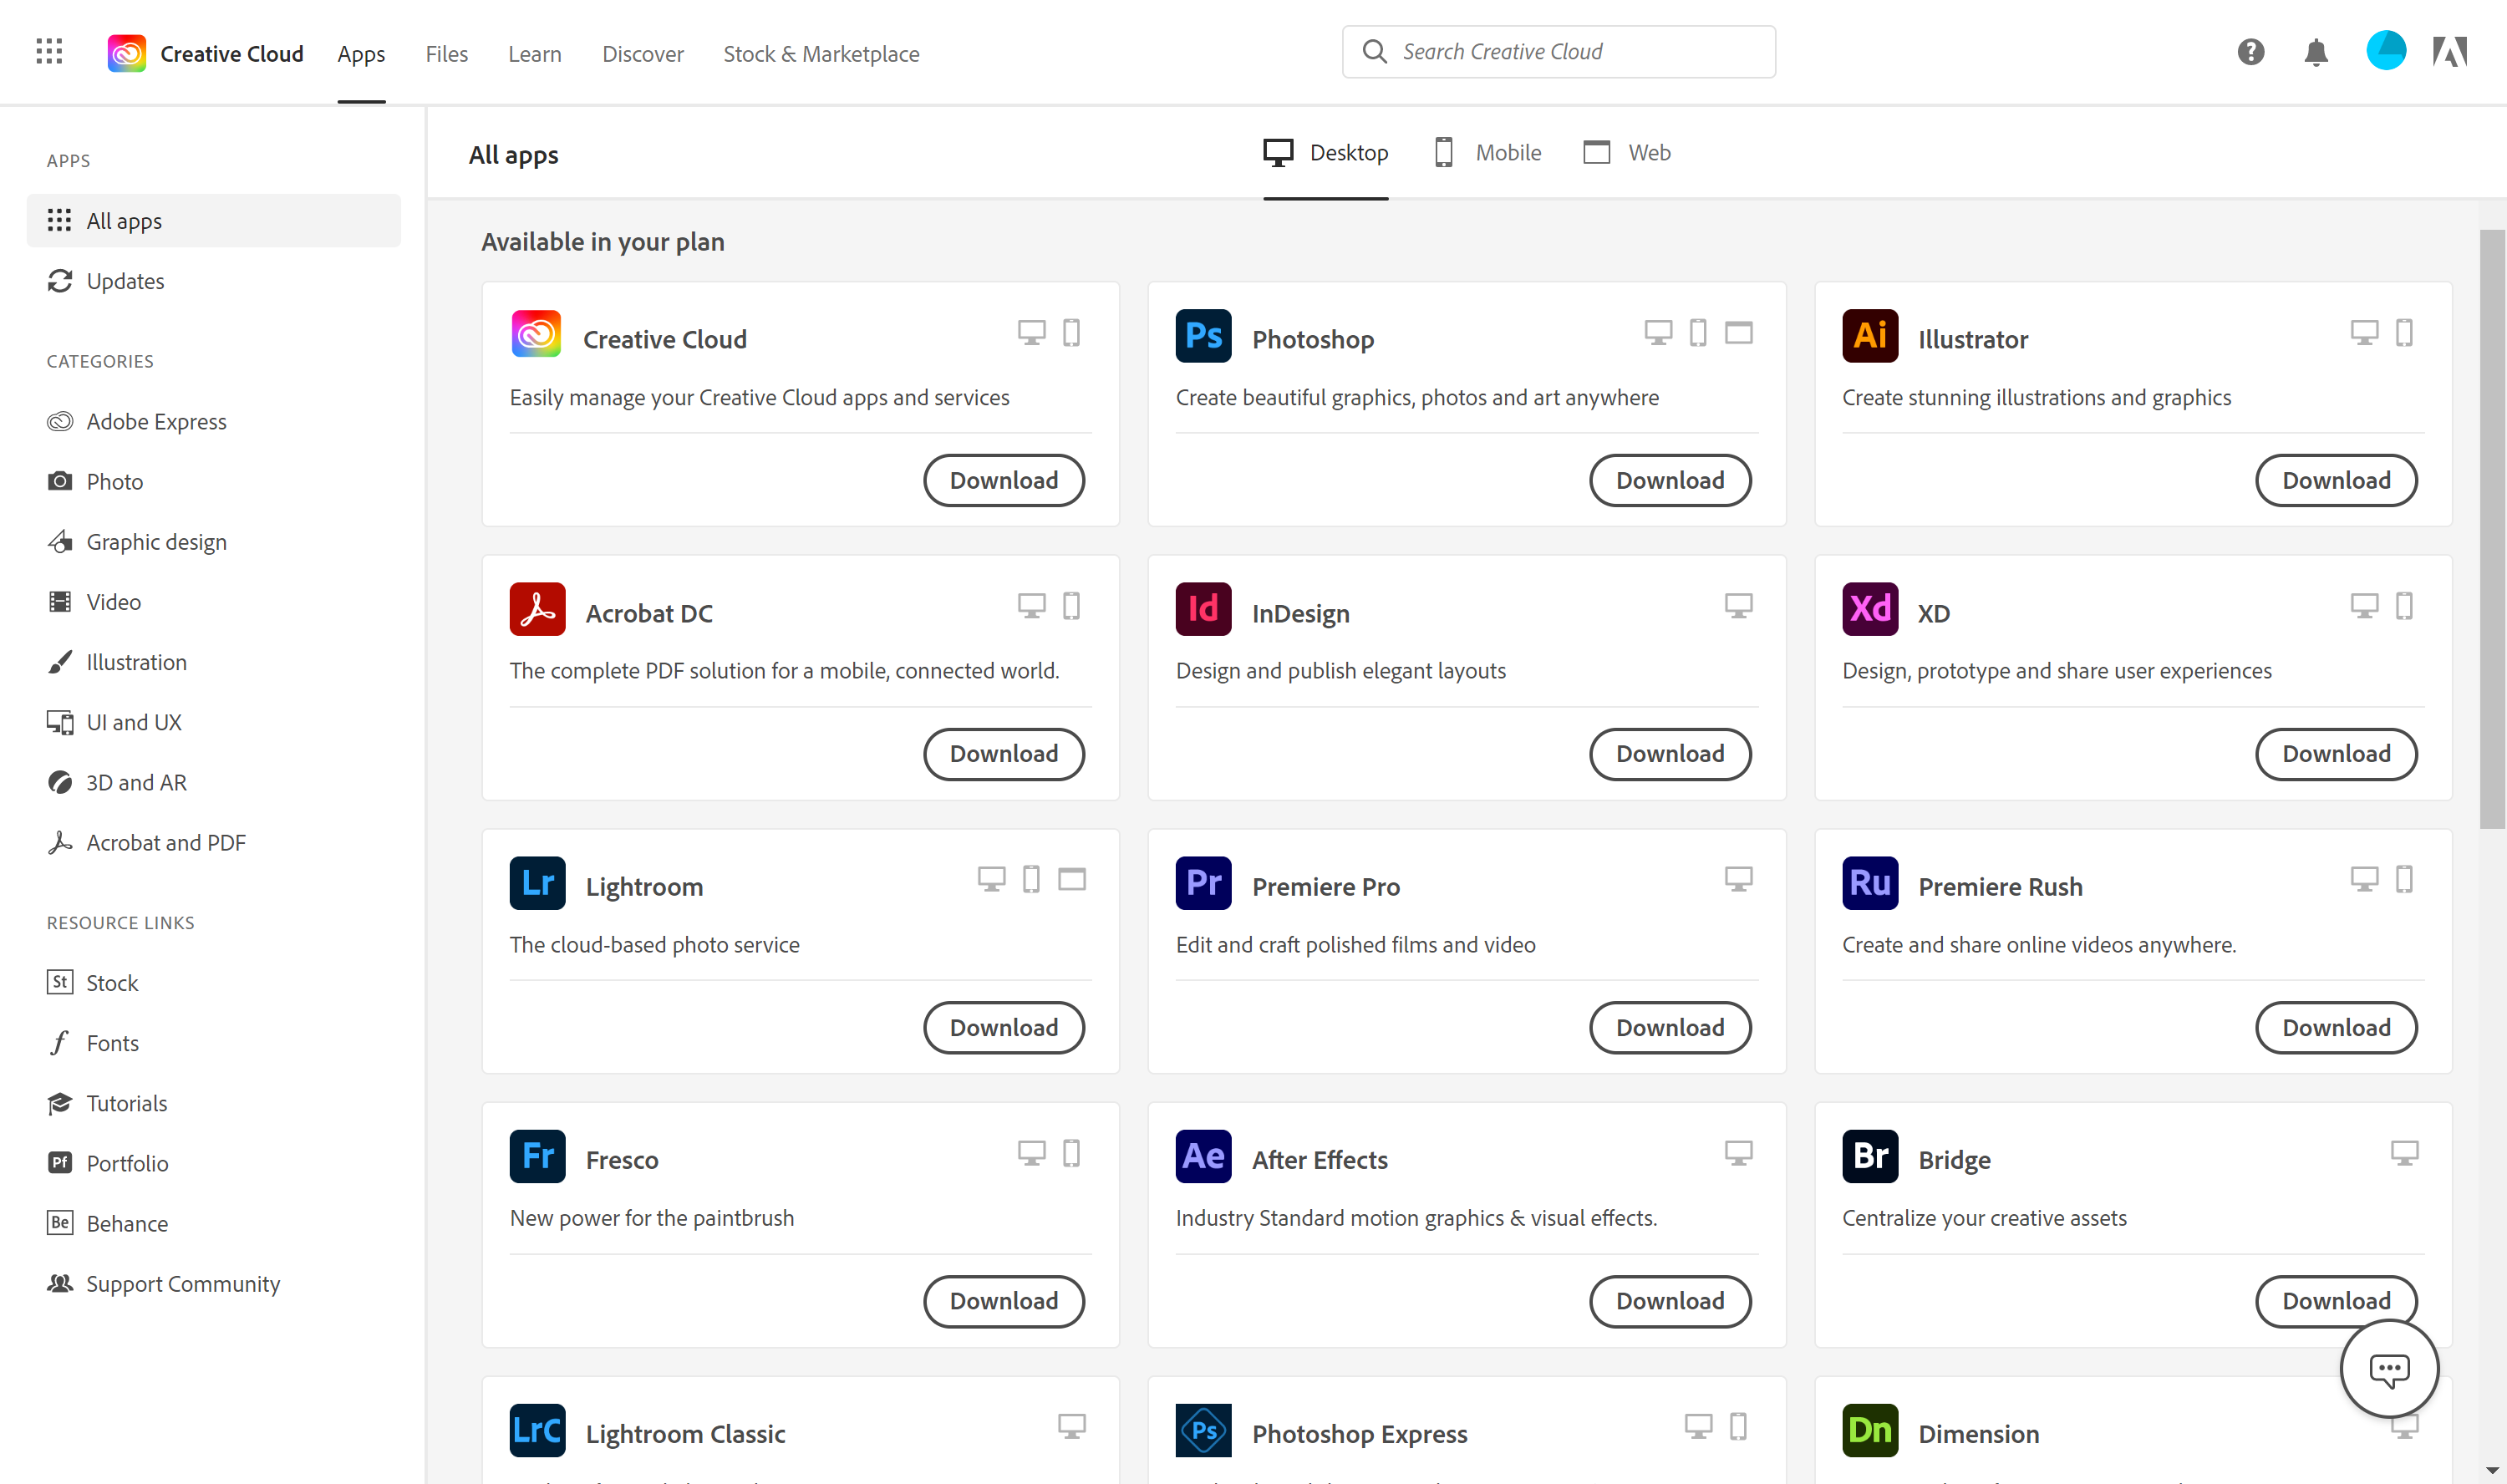 Creative Cloud Apps Files Learn Discover Stock & Marketplace Search Creative Cloud
APPS
All apps
Updates
CATEGORIES
Adobe Express
Photo
Graphic design
Video
Illustration
UI and UX
3D and AR
Acrobat and PDF
RESOURCE LINKS
St Stock
Fonts
Tutorials
Pf Portfolio
Be Behance
Support Community
All apps Desktop Mobile Web
Available in your plan
Creative Cloud
Easily manage your Creative Cloud apps and services
Download
Ps Photoshop
Create beautiful graphics, photos and art anywhere
Download
Ai Illustrator
Create stunning illustrations and graphics
Download
Acrobat DC
The complete PDF solution for a mobile, connected world.
Download
Id InDesign
Design and publish elegant layouts
Download
Xd XD
Design, prototype and share user experiences
Download
Lr Lightroom
The cloud-based photo service
Download
Pr Premiere Pro
Edit and craft polished films and video
Download
Ru Premiere Rush
Create and share online videos anywhere.
Download
Fr Fresco
New power for the paintbrush
Download
Ae After Effects
Industry Standard motion graphics & visual effects.
Download
Br Bridge
Centralize your creative assets
Download
LrC Lightroom Classic
Ps Photoshop Express
Dn Dimension